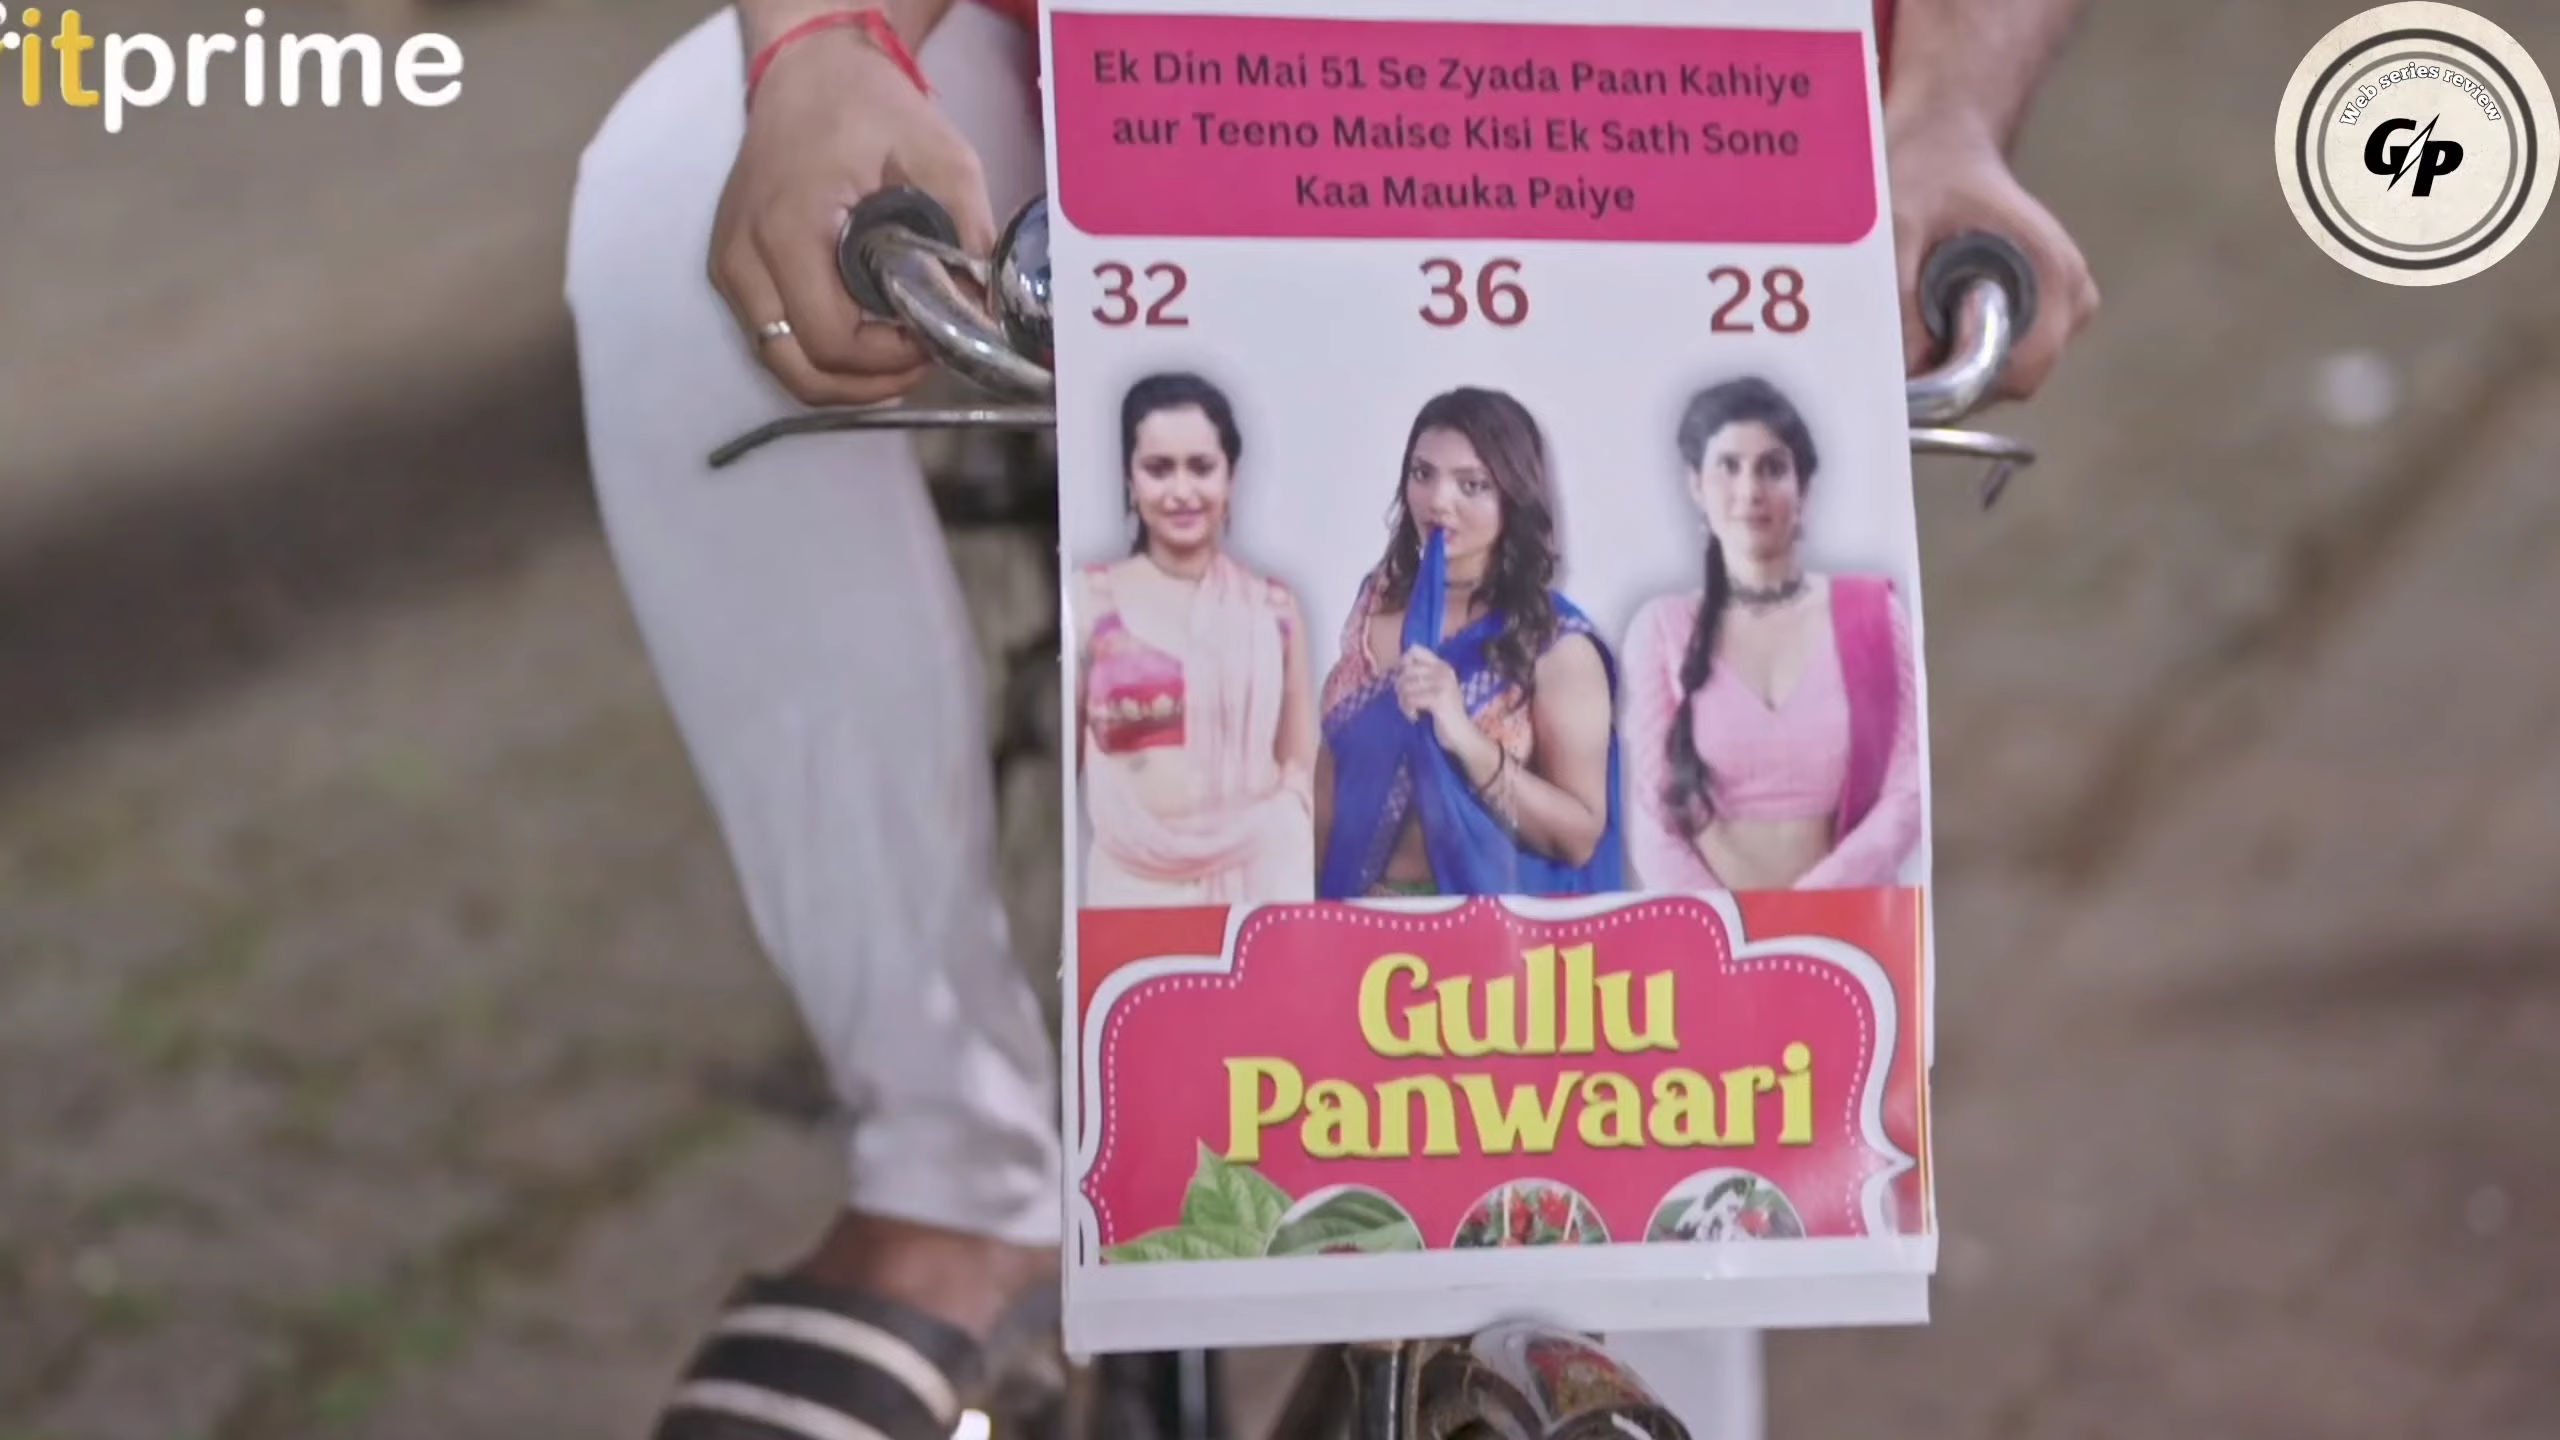 itprime
Web series review
GP
Ek Din Mai 51 Se Zyada Paan Kahiye
aur Teeno Maise Kisi Ek Sath Sone
Kaa Mauka Paiye
32 36 28
Gullu
Panwaari